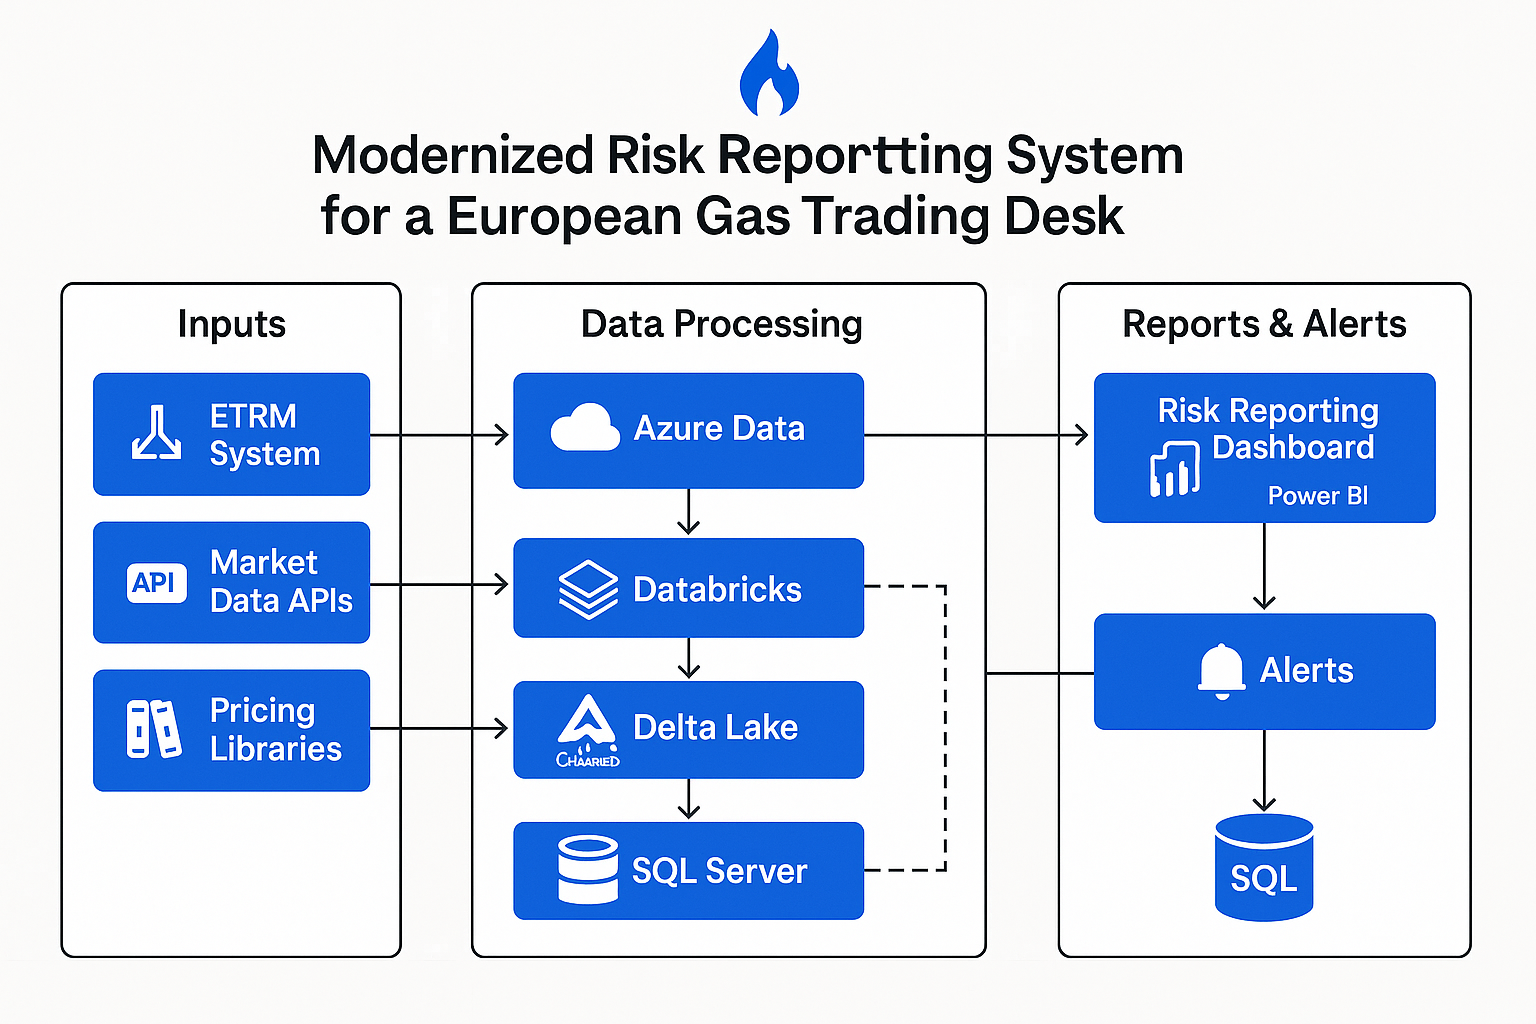 Modernized Risk Reportting System
for a European Gas Trading Desk
Inputs
ETRM
System
API
Market
Data APIs
Pricing
Libraries
Data Processing
Azure Data
Databricks
Delta Lake
CHAARIED
SQL Server
Reports & Alerts
Risk Reporting
Dashboard
Power BI
Alerts
SQL